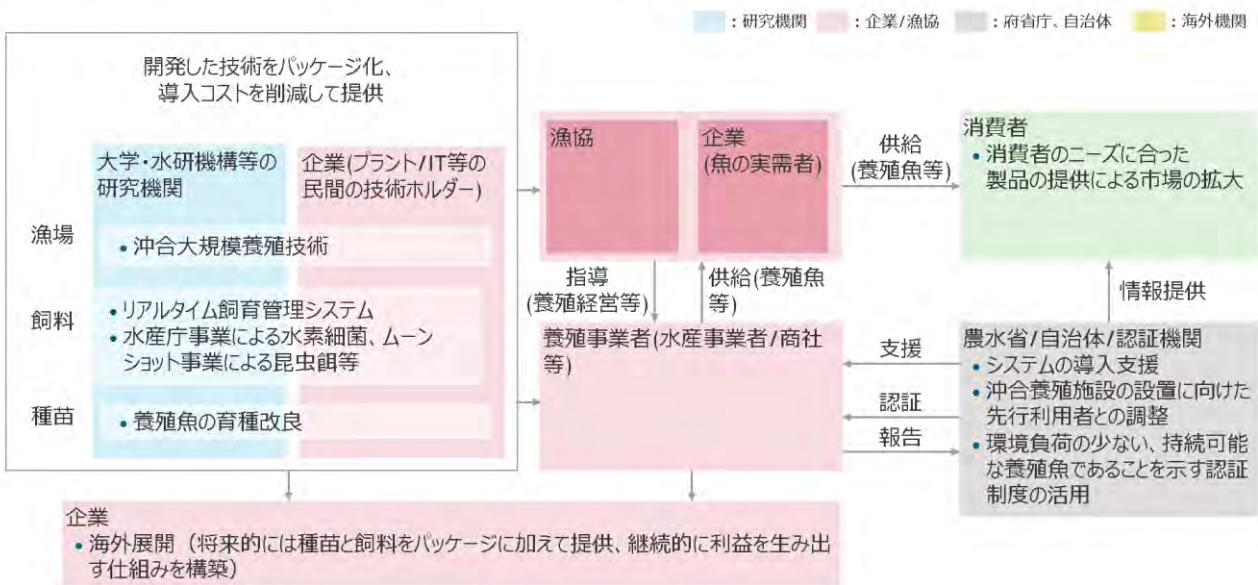 ：研究機関
：企業/漁協
：府省庁、自治体
：海外機関
開発した技術をパッケージ化、
導入コストを削減して提供
大学・水研機構等の
研究機関
企業(プラント/IT等の
民間の技術ホルダー)
漁場
• 沖合大規模養殖技術
飼料
• リアルタイム飼育管理システム
• 水産庁事業による水素細菌、ムーン
ショット事業による昆虫餌等
種苗
• 養殖魚の育種改良
漁協
企業
(魚の実需者)
供給
(養殖魚等)
消費者
• 消費者のニーズに合った
製品の提供による市場の拡大
指導
(養殖経営等)
供給(養殖魚
等)
情報提供
養殖事業者(水産事業者/商社
等)
支援
認証
報告
農水省/自治体/認証機関
• システムの導入支援
• 沖合養殖施設の設置に向けた
先行利用者との調整
• 環境負荷の少ない、持続可能
な養殖魚であることを示す認証
制度の活用
企業
• 海外展開（将来的には種苗と飼料をパッケージに加えて提供、継続的に利益を生み出
す仕組みを構築）